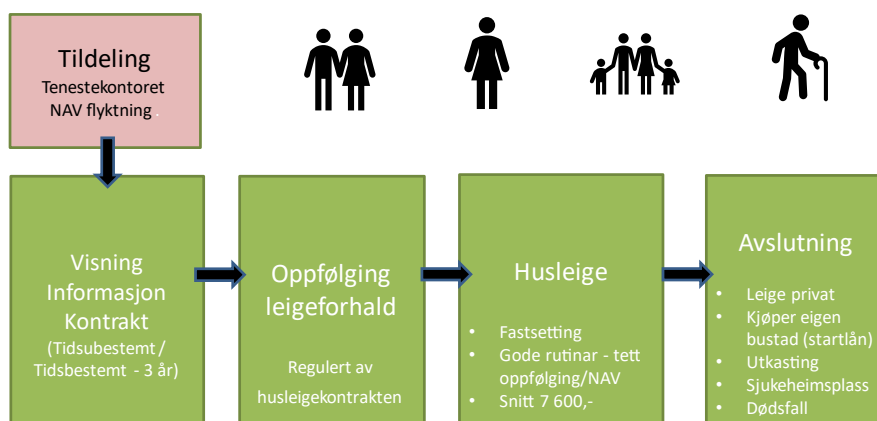 Tildeling
Tenestekontoret
NAV flyktning .
Visning
Informasjon
Kontrakt
(Tidsubestemt/
Tidsbestemt - 3 år)
Oppfølging
leigeforhald
Regulert av
husleigekontrakten
Husleige
• Fastsetting
• Gode rutinar - tett
oppfølging/NAV
• Snitt 7 600,-
Avslutning
• Leige privat
• Kjøper eigen
bustad (startlån)
• Utkasting
• Sjukeheimsplass
• Dødsfall